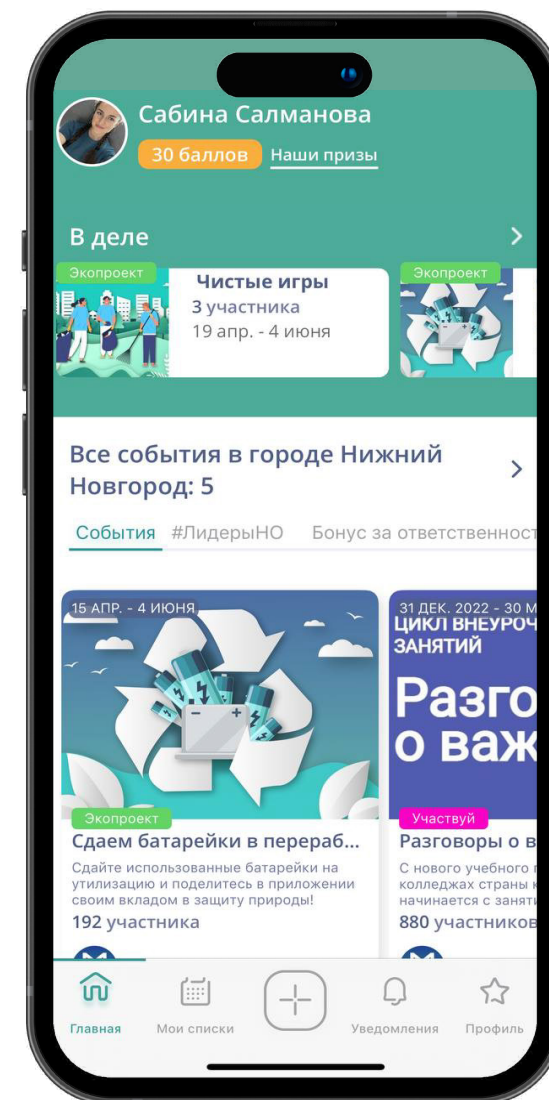 Сабина Салманова
30 баллов Наши призы
В деле
Экопроект
Чистые игры
3 участника
19 апр. - 4 июня
Экопроект
Все события в городе Нижний
Новгород: 5
События #ЛидерыНО Бонус за ответственност
15 АПР. - 4 ИЮНЯ
Экопроект
Сдаем батарейки в перераб...
Сдайте использованные батарейки на
утилизацию и поделитесь в приложении
своим вкладом в защиту природы!
192 участника
31 ДЕК. 2022 - 30 М
ЦИКЛ ВНЕУРОЧ
ЗАНЯТИЙ
Разго
о важ
Участвуй
Разговоры о в
С нового учебного г
колледжах страны к
начинается с заняти
880 участников
Главная Мои списки Уведомления Профиль